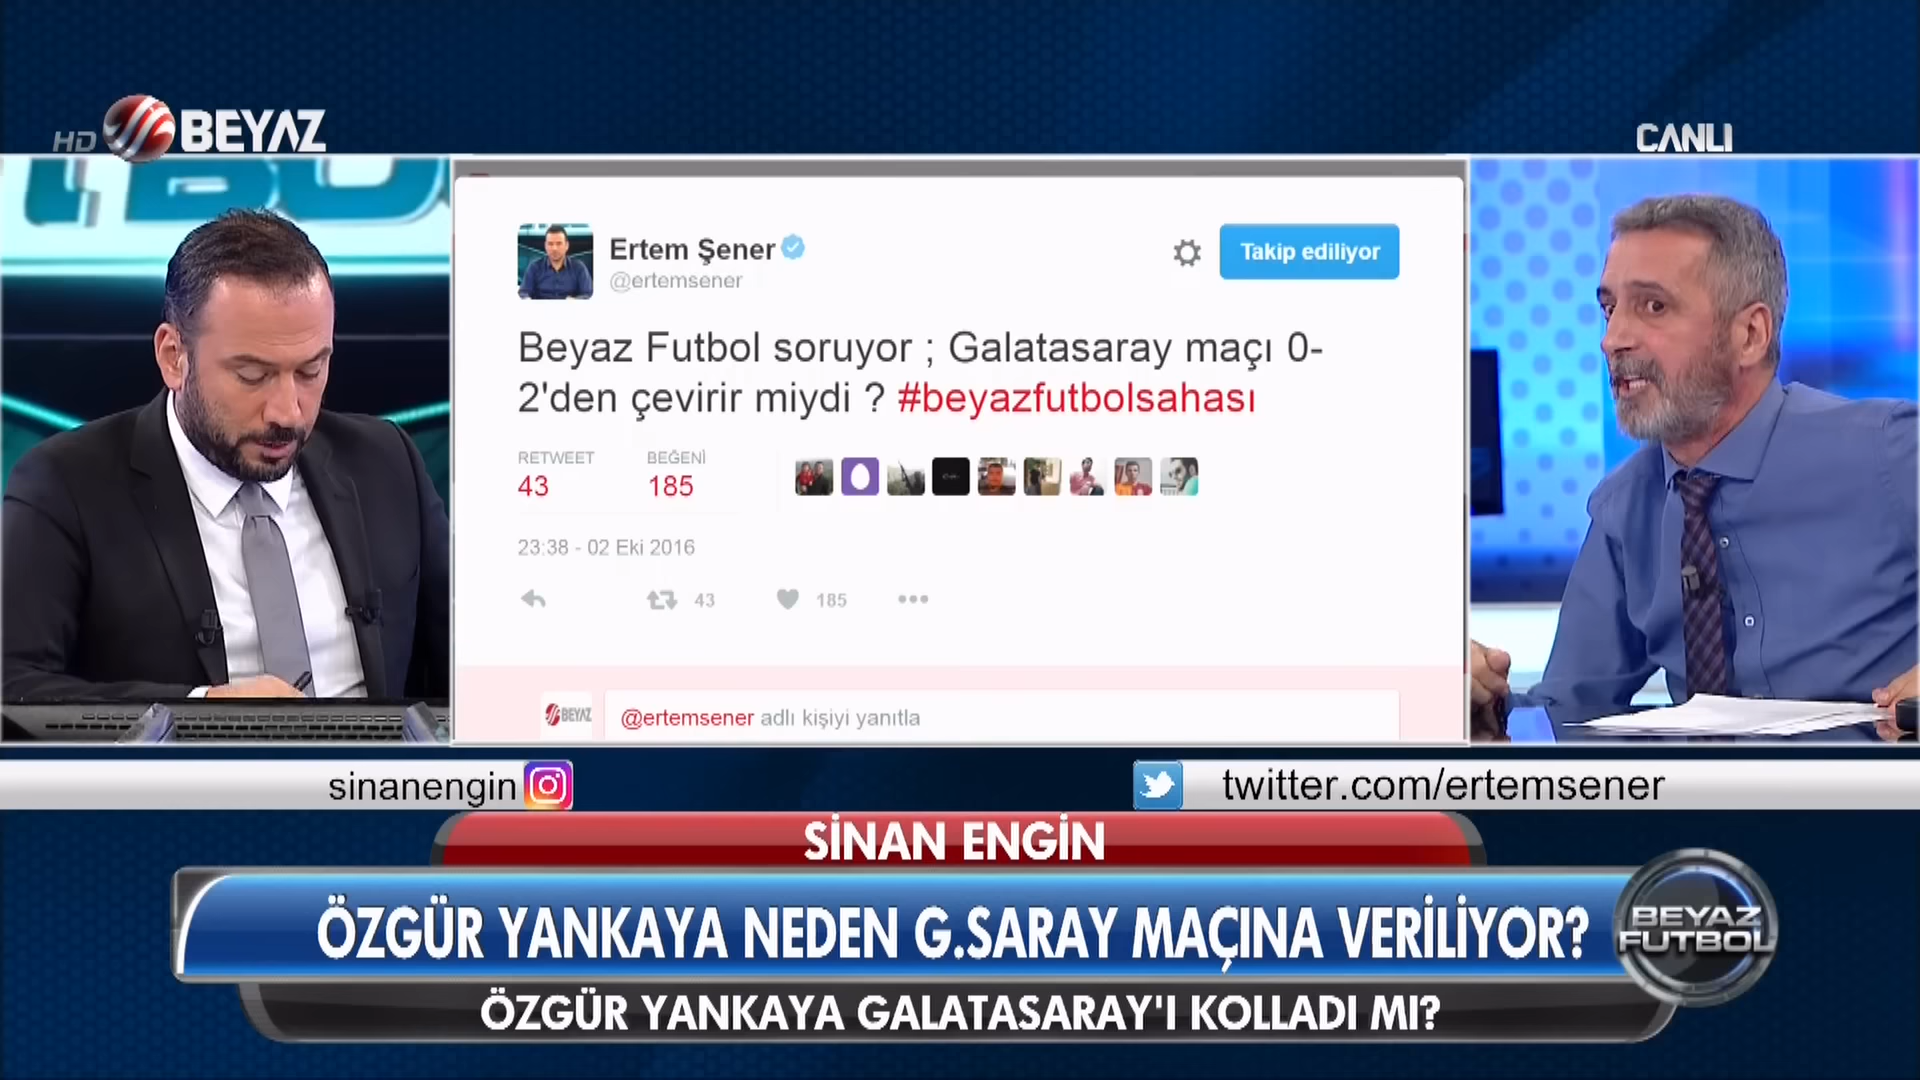 HD BEYAZ
CANLI
Ertem Şener
@ertemsener
Takip ediliyor
Beyaz Futbol soruyor ; Galatasaray maçı 0-
2'den çevirir miydi ? #beyazfutbolsahası
RETWEET BEĞENİ
43 185
23:38 - 02 Eki 2016
43 185
BEYAZ
@ertemsener adlı kişiyi yanıtla
sinanengin
twitter.com/ertemsener
SİNAN ENGİN
ÖZGÜR YANKAYA NEDEN G.SARAY MAÇINA VERİLİYOR?
BEYAZ
FUTBOL
ÖZGÜR YANKAYA GALATASARAY'I KOLLADI MI?